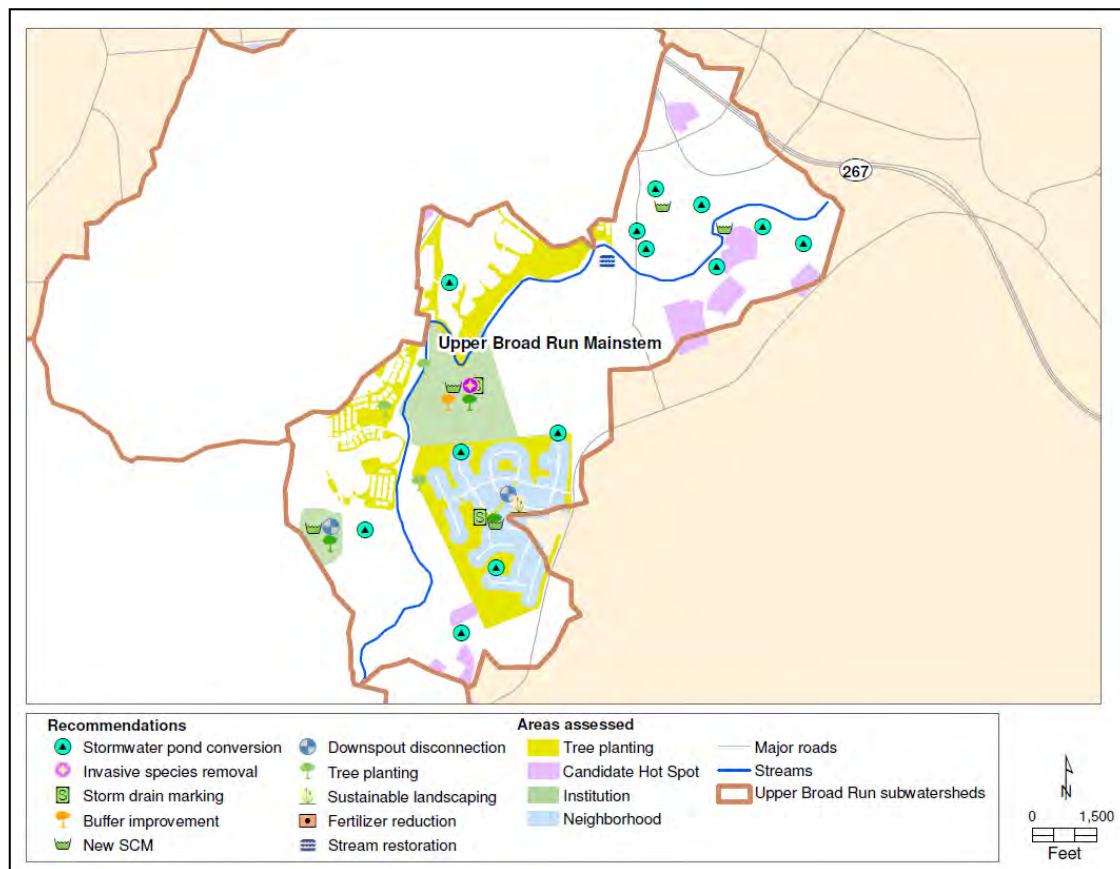 267
Upper Broad Run Mainstem
S
S
Recommendations
Stormwater pond conversion
Invasive species removal
S
Storm drain marking
Buffer improvement
New SCM
Downspout disconnection
Tree planting
Sustainable landscaping
Fertilizer reduction
Stream restoration
Areas assessed
Tree planting
Candidate Hot Spot
Institution
Neighborhood
Major roads
Streams
Upper Broad Run subwatersheds
N
0 1,500
Feet